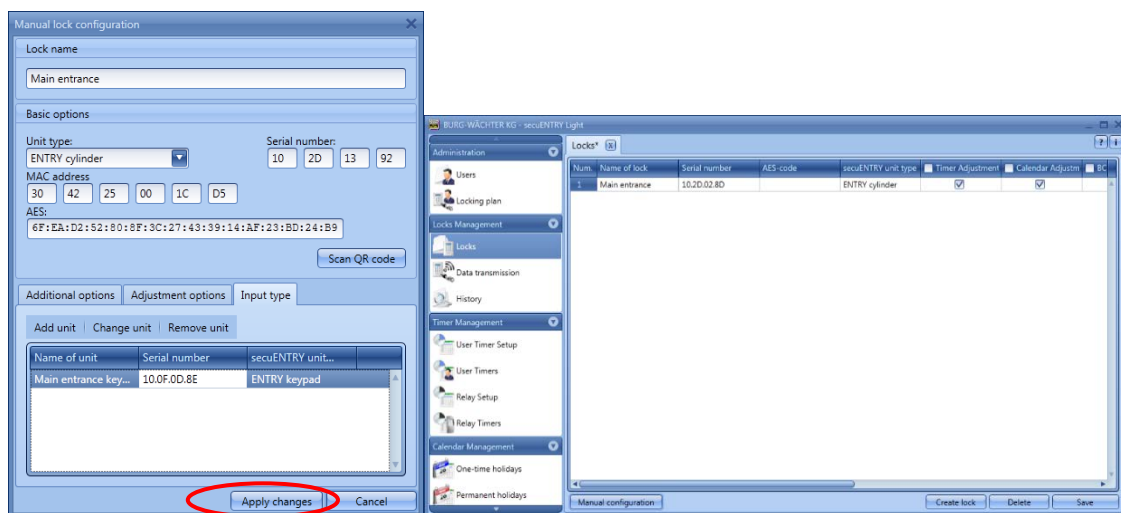 Manual lock configuration
Lock name
Main entrance
Basic options
Unit type: Serial number:
ENTRY cylinder 10 2D 13 92
MAC address
30 42 25 00 1C D5
AES:
6F:EA:D2:52:80:8F:3C:27:43:39:14:AF:23:BD:24:B9
Scan QR code
Additional options Adjustment options Input type
Add unit Change unit Remove unit
Name of unit Serial number secuENTRY unit...
Main entrance key... 10.0F.0D.8E ENTRY keypad
Apply changes Cancel
BURG-WÄCHTER KG - secuENTRY Light
Administration
Users
Locking plan
Locks Management
Locks
Data transmission
History
Timer Management
User Timer Setup
User Timers
Relay Setup
Relay Timers
Calendar Management
One-time holidays
Permanent holidays
Locks*
Num. Name of lock Serial number AES-code secuENTRY unit type Timer Adjustment Calendar Adjustm BC
1 Main entrance 10.2D.02.8D ENTRY cylinder
Manual configuration Create lock Delete Save